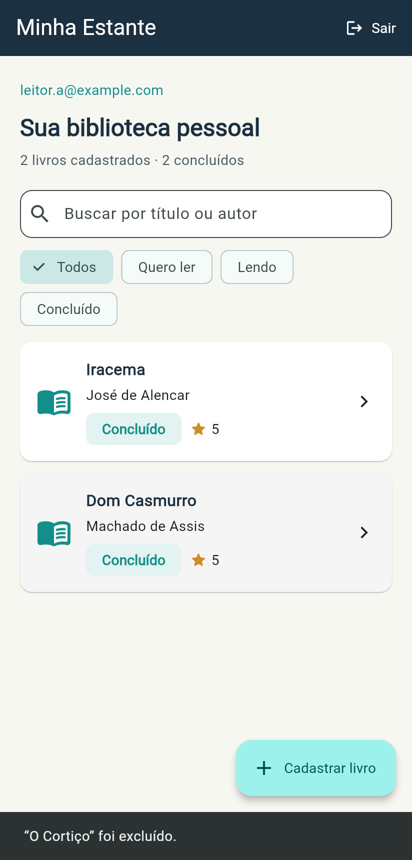 Minha Estante
Sair
leitor.a@example.com
Sua biblioteca pessoal
2 livros cadastrados · 2 concluídos
Buscar por título ou autor
Todos
Quero ler
Lendo
Concluído
Iracema
José de Alencar
Concluído
5
Dom Casmurro
Machado de Assis
Concluído
5
Cadastrar livro
“O Cortiço” foi excluído.